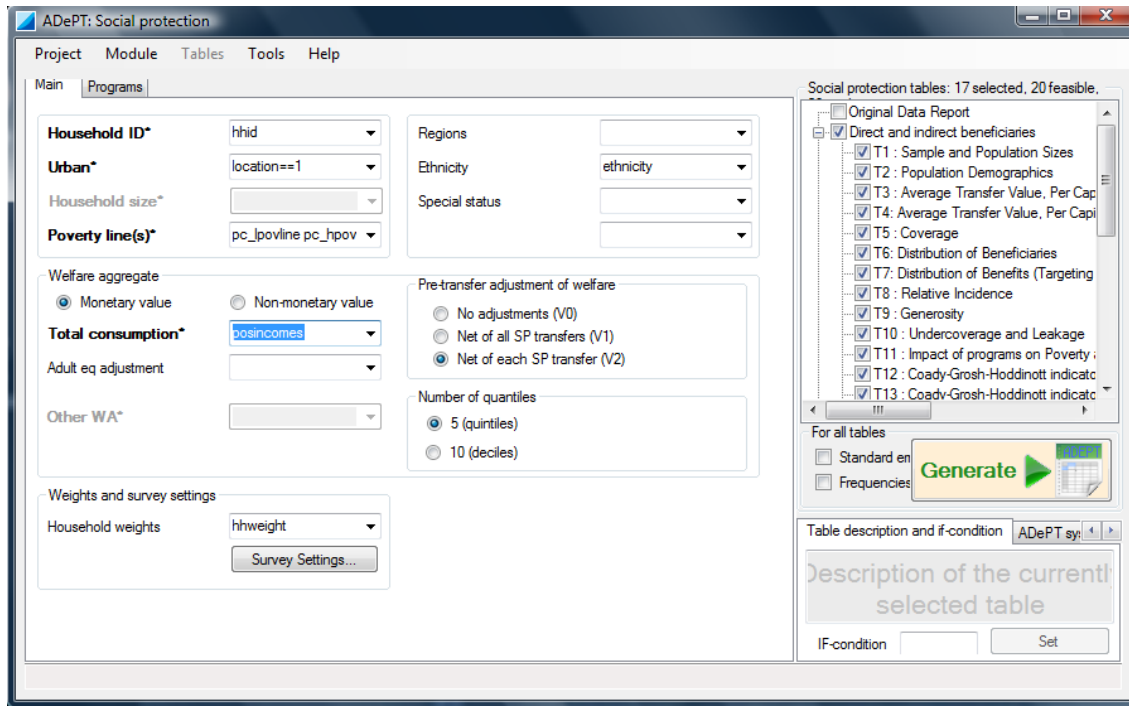 ADePT: Social protection
Project Module Tables Tools Help
Main Programs
Household ID* hhid
Urban* location==1
Household size*
Poverty line(s)* pc_lpovline pc_hpov
Regions
Ethnicity ethnicity
Special status
Welfare aggregate
Monetary value Non-monetary value
Total consumption* posincomes
Adult eq adjustment
Other WA*
Pre-transfer adjustment of welfare
No adjustments (V0)
Net of all SP transfers (V1)
Net of each SP transfer (V2)
Number of quantiles
5 (quintiles)
10 (deciles)
Weights and survey settings
Household weights hhweight
Survey Settings...
Social protection tables: 17 selected, 20 feasible,
Original Data Report
Direct and indirect beneficiaries
T1 : Sample and Population Sizes
T2 : Population Demographics
T3 : Average Transfer Value, Per Cap
T4: Average Transfer Value, Per Capi
T5 : Coverage
T6: Distribution of Beneficiaries
T7: Distribution of Benefits (Targeting
T8 : Relative Incidence
T9 : Generosity
T10 : Undercoverage and Leakage
T11 : Impact of programs on Poverty
T12 : Coady-Grosh-Hoddinott indicato
T13 : Coady-Grosh-Hoddinott indicato
For all tables
Standard
Frequencies
Generate
ADEPT
Table description and if-condition ADePT sy
Description of the currentl
selected table
IF-condition Set